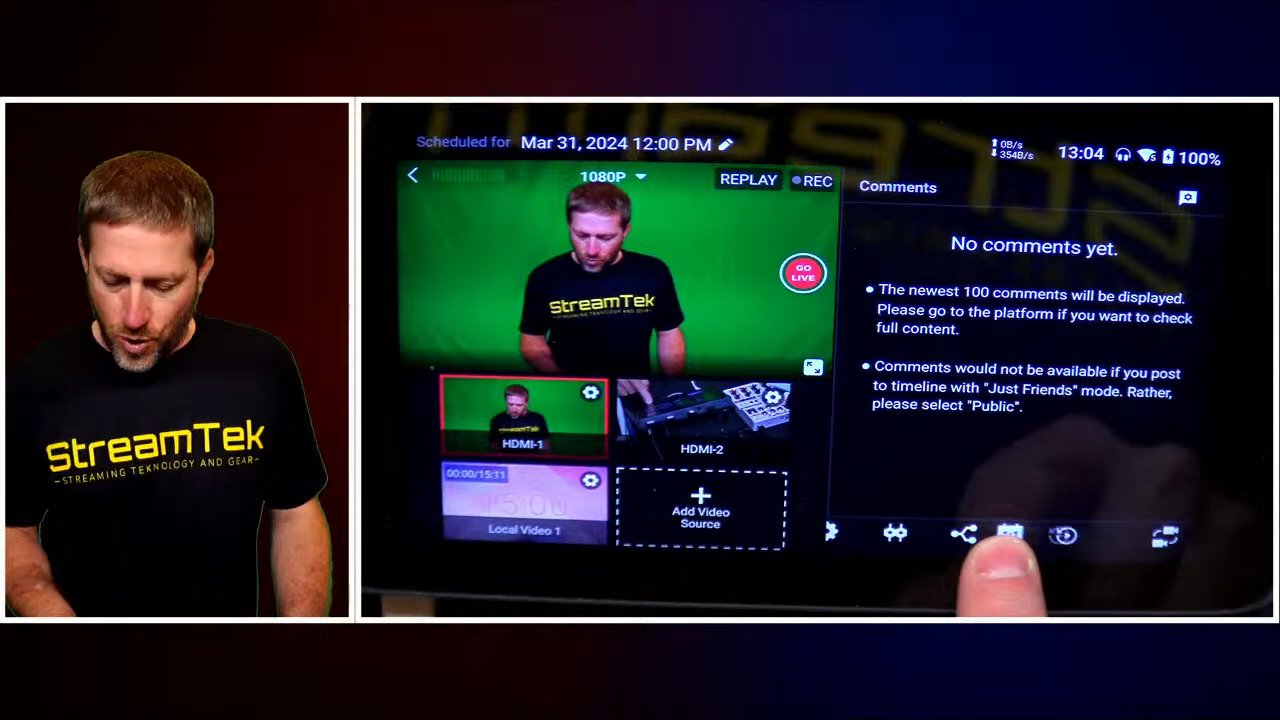 StreamTek
-STREAMING TEKNOLOGY AND GEAR-
Scheduled for Mar 31, 2024 12:00 PM
0B/s
354B/s
13:04
100%
1080P
REPLAY
REC
GO
LIVE
StreamTek
HDMI-1
HDMI-2
00:00/15:11
15:00
Local Video 1
Add Video
Source
Comments
No comments yet.
The newest 100 comments will be displayed.
Please go to the platform if you want to check
full content.
Comments would not be available if you post
to timeline with "Just Friends" mode. Rather,
please select "Public".